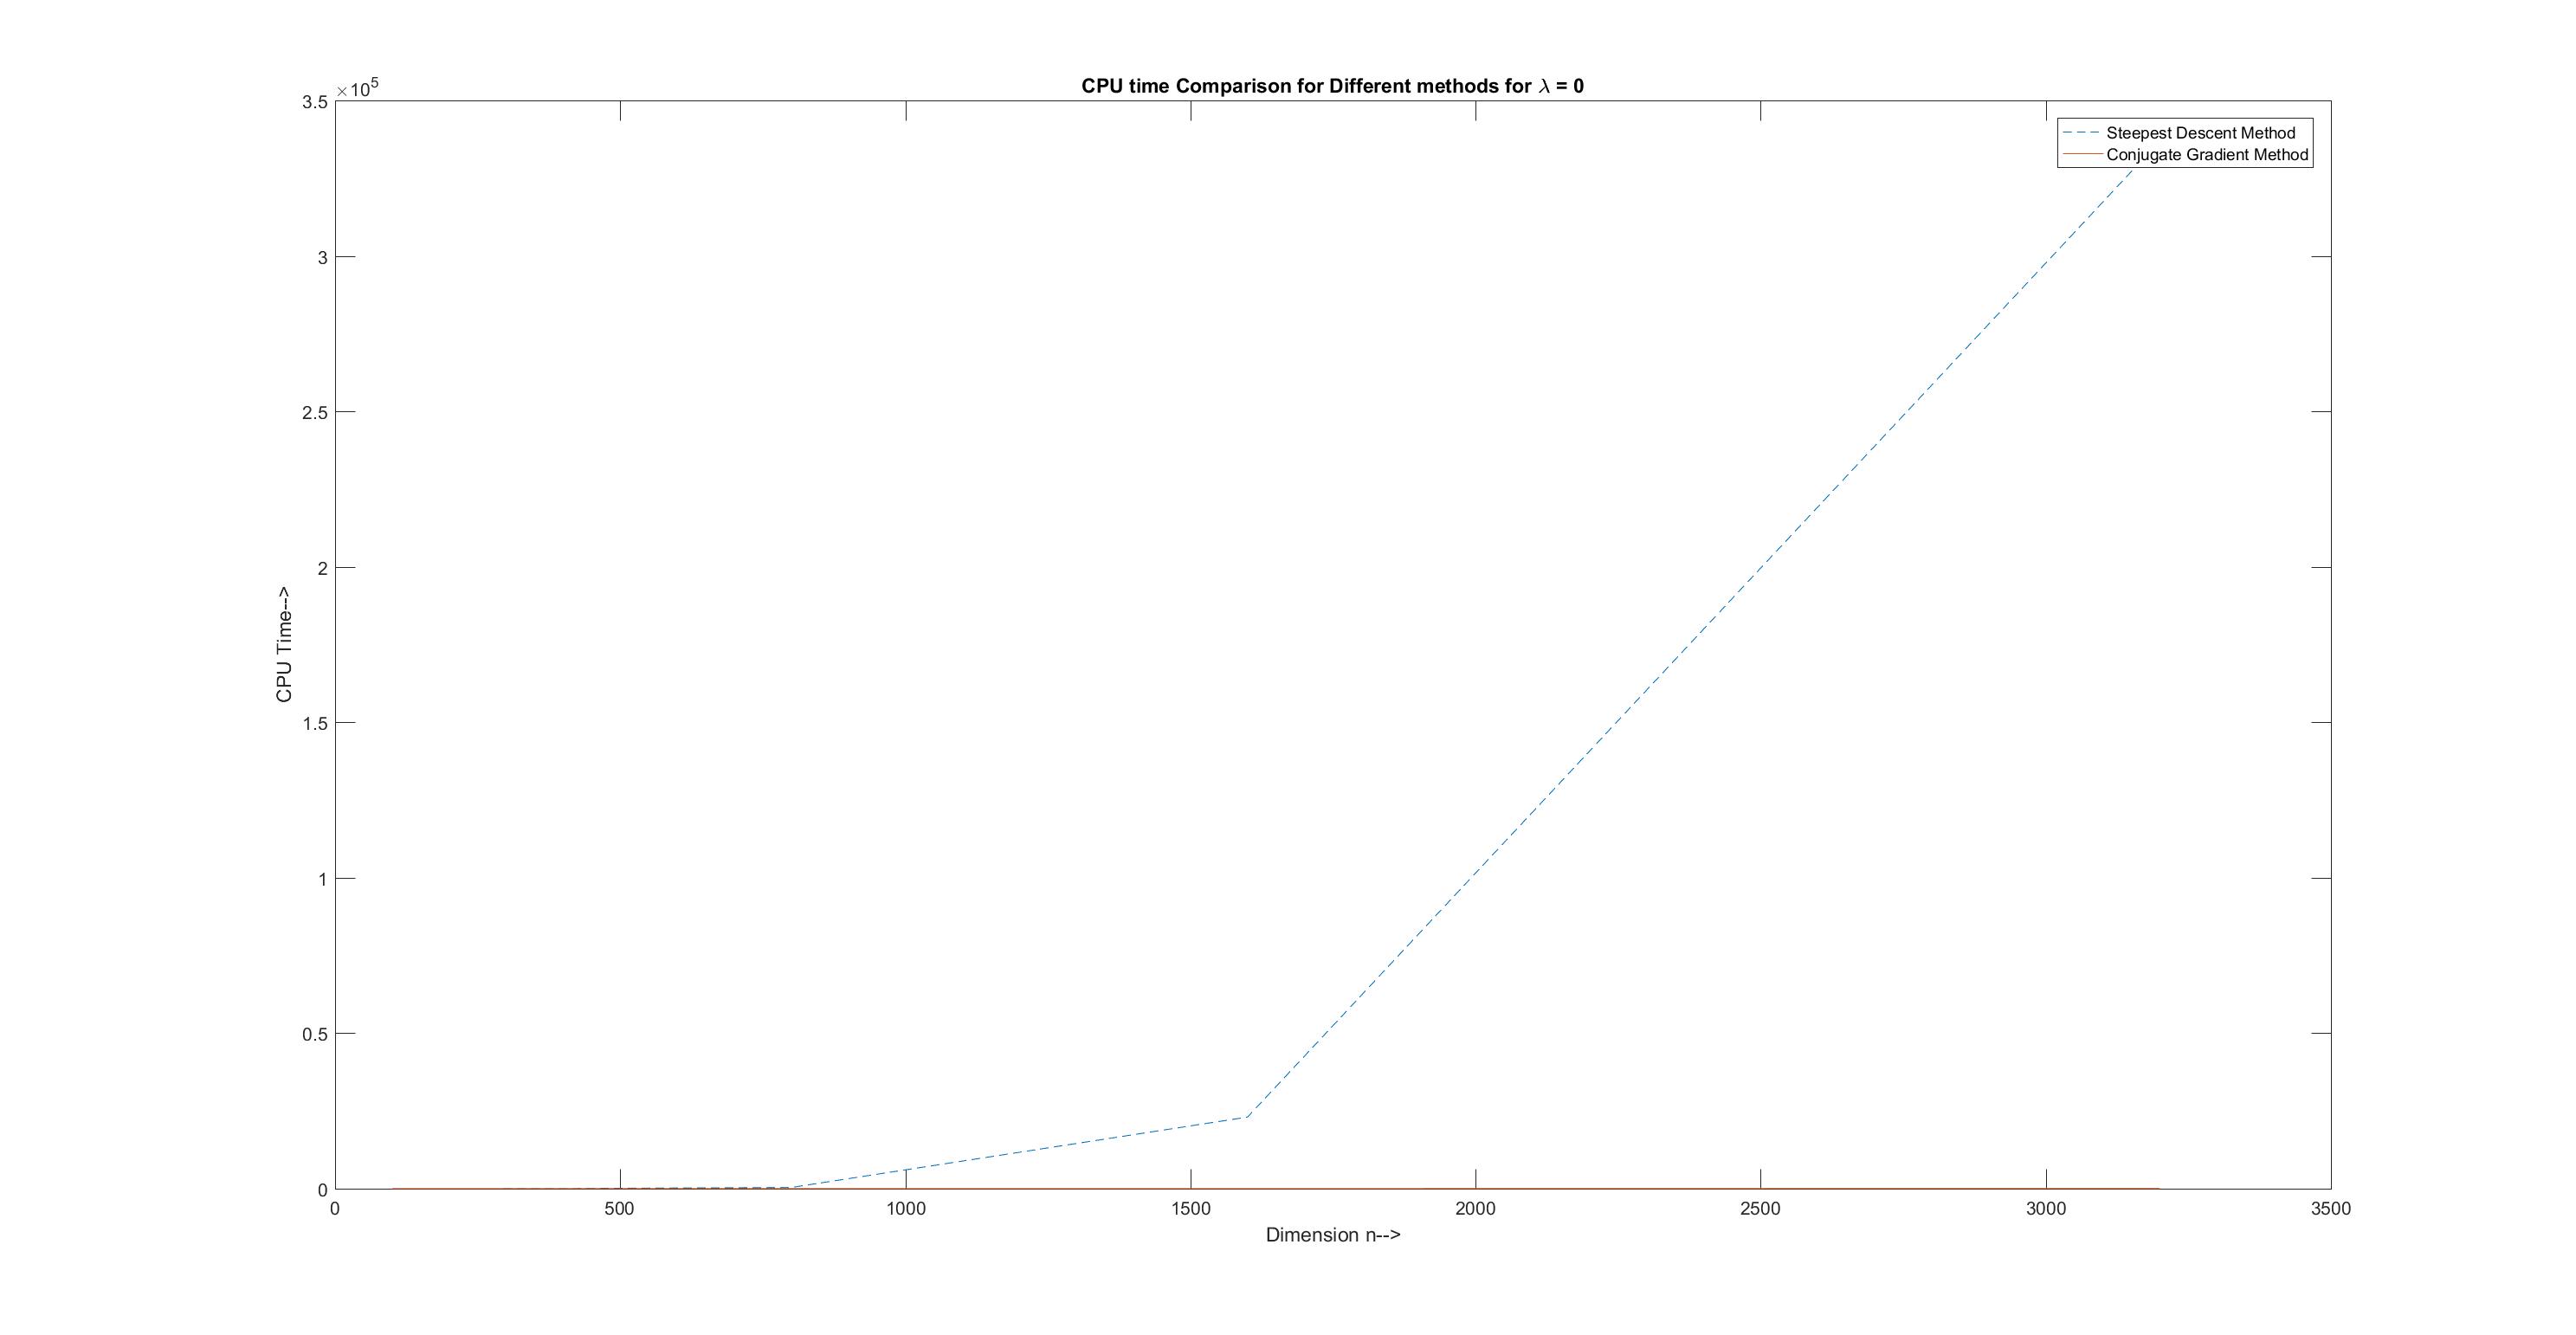 CPU time Comparison for Different methods for λ = 0
×10^5
3.5
3
2.5
2
1.5
1
0.5
0
CPU Time-->
Steepest Descent Method
Conjugate Gradient Method
0 500 1000 1500 2000 2500 3000 3500
Dimension n-->